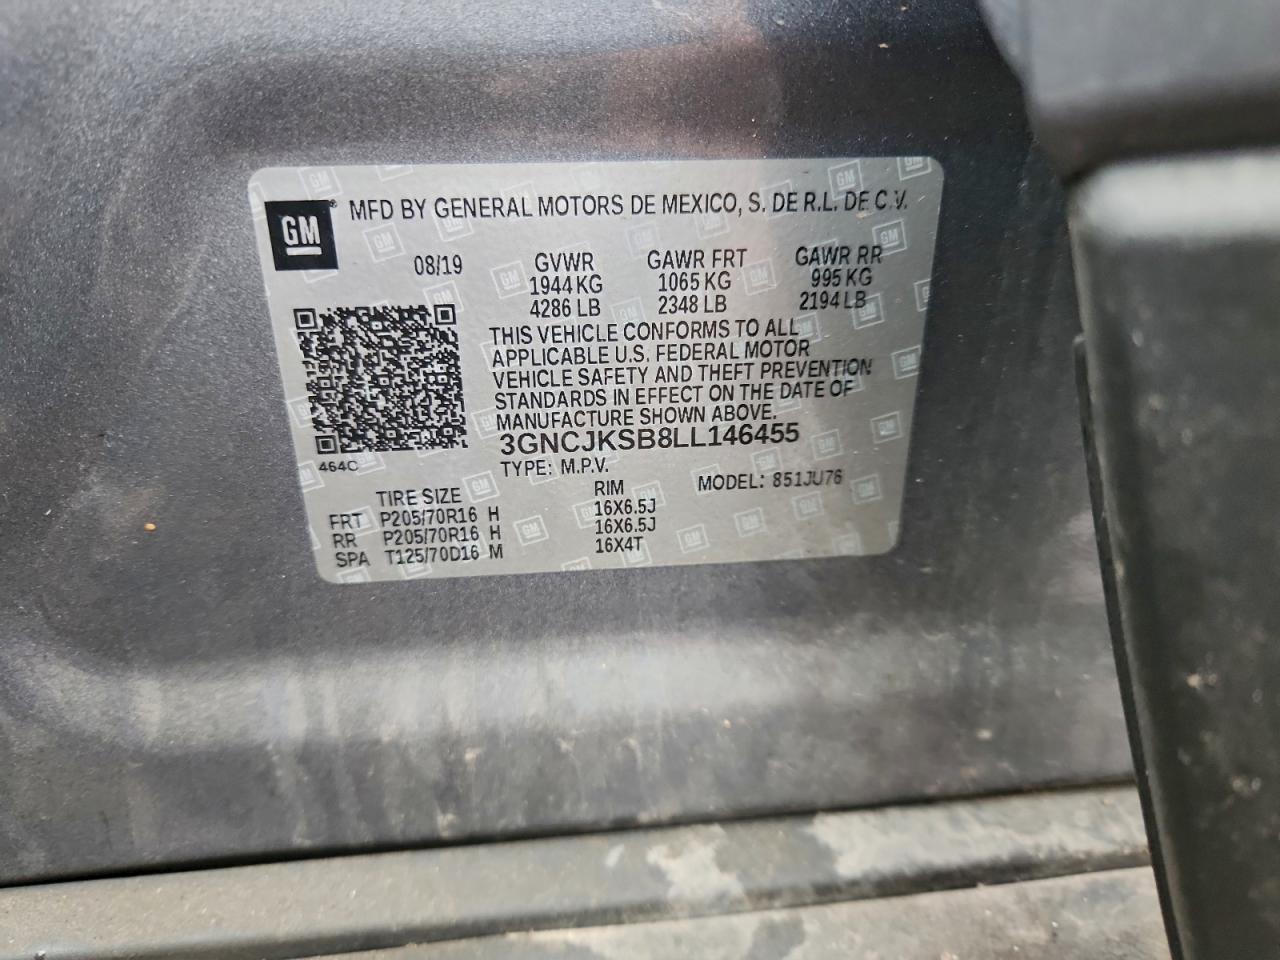 GM
MFD BY GENERAL MOTORS DE MEXICO, S. DE R.L. DE C.V.
08/19 GVWR GAWR FRT GAWR RR
1944 KG 1065 KG 995 KG
4286 LB 2348 LB 2194 LB
THIS VEHICLE CONFORMS TO ALL
APPLICABLE U.S. FEDERAL MOTOR
VEHICLE SAFETY AND THEFT PREVENTION
STANDARDS IN EFFECT ON THE DATE OF
MANUFACTURE SHOWN ABOVE.
3GNCJKSB8LL146455
464C
TYPE: M.P.V. MODEL: 851JU76
TIRE SIZE RIM
FRT P205/70R16 H 16X6.5J
RR P205/70R16 H 16X6.5J
SPA T125/70D16 M 16X4T